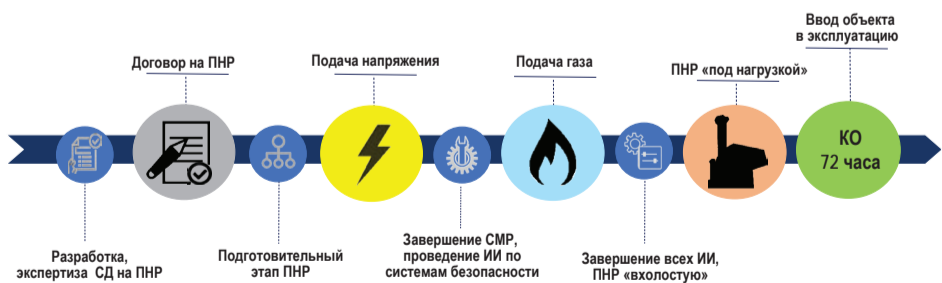 Договор на ПНР
Подача напряжения
Подача газа
ПНР «под нагрузкой»
Ввод объекта
в эксплуатацию
КО
72 часа
Разработка,
экспертиза СД на ПНР
Подготовительный
этап ПНР
Завершение СМР,
проведение ИИ по
системам безопасности
Завершение всех ИИ,
ПНР «вхолостую»